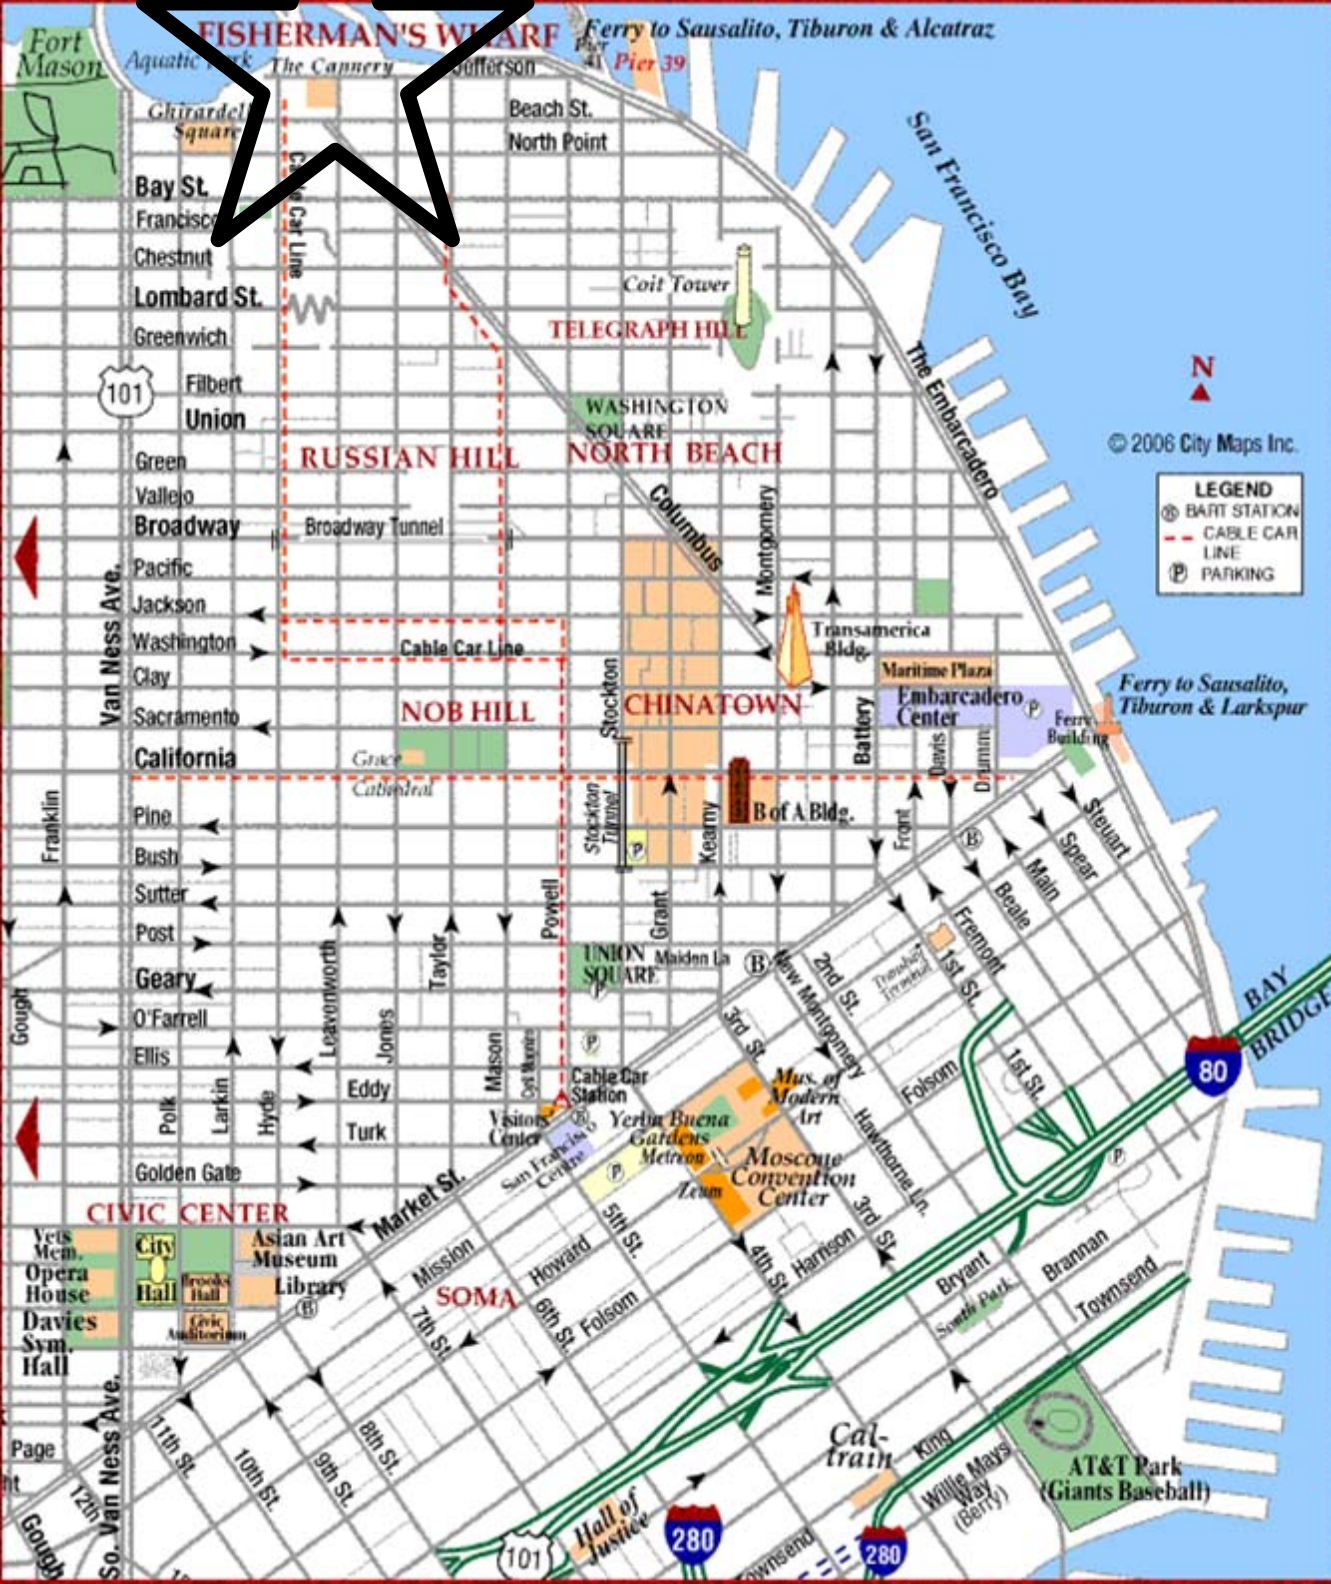 FISHERMAN'S WHARF
Ferry to Sausalito, Tiburon & Alcatraz
Fort
Mason
Aquatic Park
The Cannery
Jefferson
Pier
41
Pier 39
Ghirardell
Square
Beach St.
North Point
Bay St.
Francisco
Chestnut
Lombard St.
Greenwich
Cable Car Line
San Francisco Bay
Coit Tower
TELEGRAPH HILL
The Embarcadero
N
101
Filbert
Union
WASHINGTON
SQUARE
© 2006 City Maps Inc.
Green
RUSSIAN HILL
NORTH BEACH
Vallejo
Broadway
Broadway Tunnel
Columbus
Montgomery
LEGEND
B BART STATION
CABLE CAR
LINE
P PARKING
Pacific
Jackson
Washington
Cable Car Line
Van Ness Ave.
Transamerica
Bldg.
Maritime Plaza
Clay
Stockton
CHINATOWN
NOB HILL
Embarcadero
Center
P
Ferry to Sausalito,
Tiburon & Larkspur
Ferry
Building
Sacramento
California
Grace
Cathedral
Battery
Davis
Drumm
Franklin
Pine
Stockton
Tunnel
P
Kearny
B of A Bldg.
Front
B
Steuart
Spear
Main
Beale
Bush
Sutter
Post
Powell
Grant
Fremont
Geary
Leavenworth
Taylor
UNION
SQUARE
P
Maiden La
B
New Montgomery
2nd St.
Transbay
Terminal
1st St.
BAY
BRIDGE
Gough
O'Farrell
Jones
Ellis
Mason
P
3rd St.
Folsom
1st St.
80
Polk
Larkin
Hyde
Eddy
Turk
Cable Car
Station
B
Visitors
Center
San Francisco
Centre
Yerba Buena
Gardens
Metreon
Mus. of
Modern
Art
Hawthorne Ln.
Moscone
Convention
Center
Zeum
P
P
Golden Gate
Market St.
CIVIC CENTER
Vets
Mem.
Opera
House
Davies
Sym.
Hall
City
Hall
Brooks
Hall
Civic
Auditorium
Asian Art
Museum
Library
B
Mission
Howard
Folsom
SOMA
7th St.
6th St.
5th St.
4th St.
3rd St.
Harrison
Bryant
Brannan
Townsend
South Park
Page
So. Van Ness Ave.
12th
11th St.
10th St.
9th St.
8th St.
Gough
Hall of
Justice
101
280
Cal-
train
King
Willie Mays
Way
(Berry)
280
Townsend
AT&T Park
(Giants Baseball)